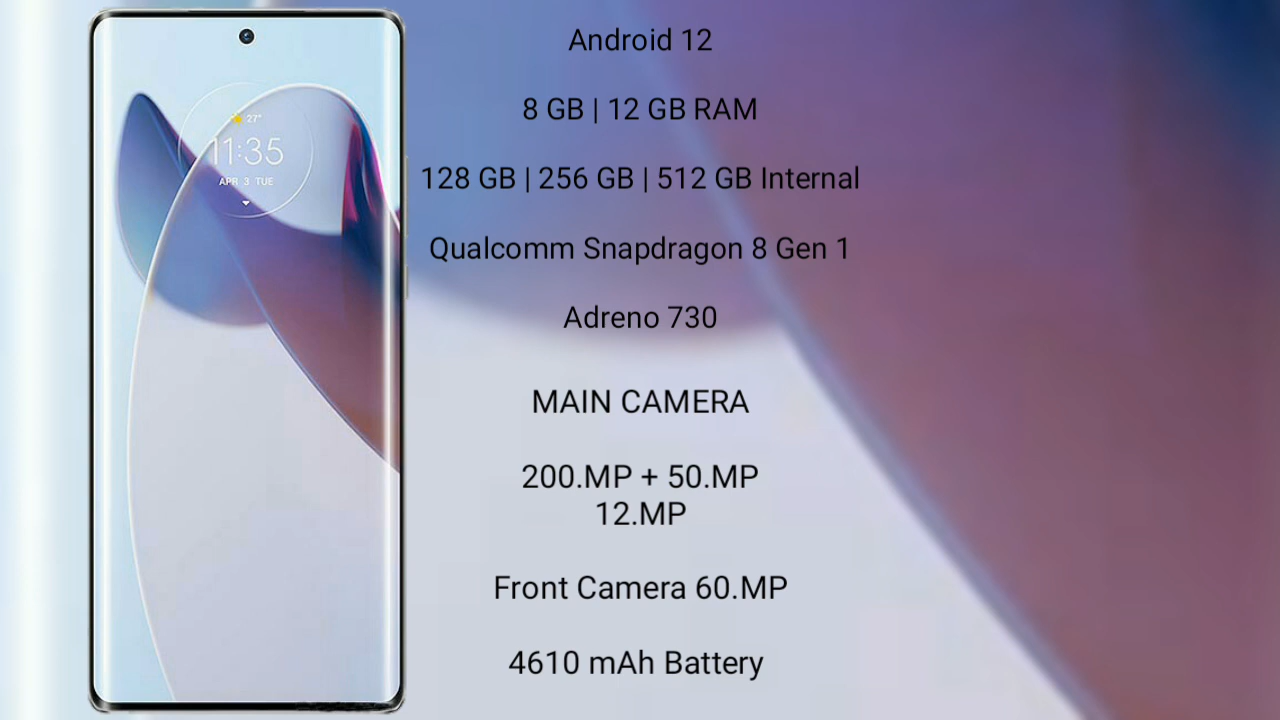 27°
11:35
APR 3 TUE
Android 12
8 GB | 12 GB RAM
128 GB | 256 GB | 512 GB Internal
Qualcomm Snapdragon 8 Gen 1
Adreno 730
MAIN CAMERA
200.MP + 50.MP
12.MP
Front Camera 60.MP
4610 mAh Battery